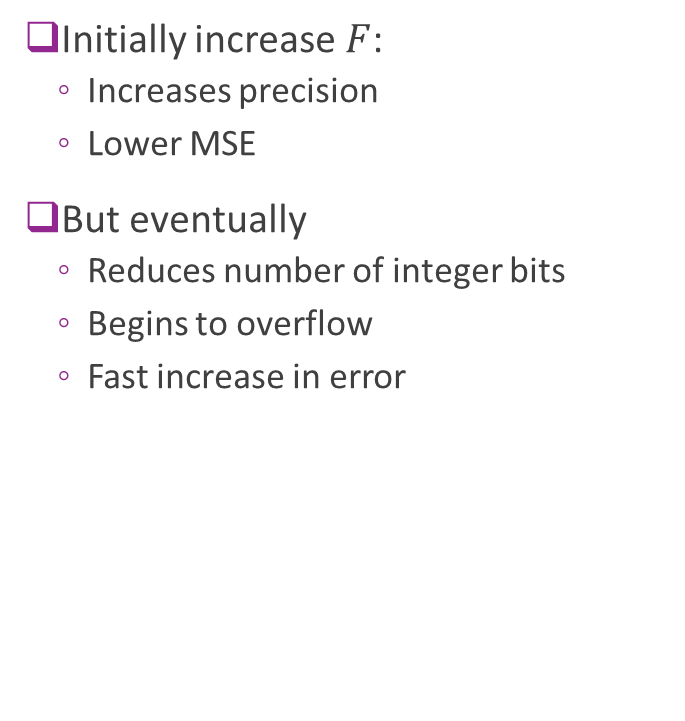 ❑Initially increase F:
◦ Increases precision
◦ Lower MSE
❑But eventually
◦ Reduces number of integer bits
◦ Begins to overflow
◦ Fast increase in error